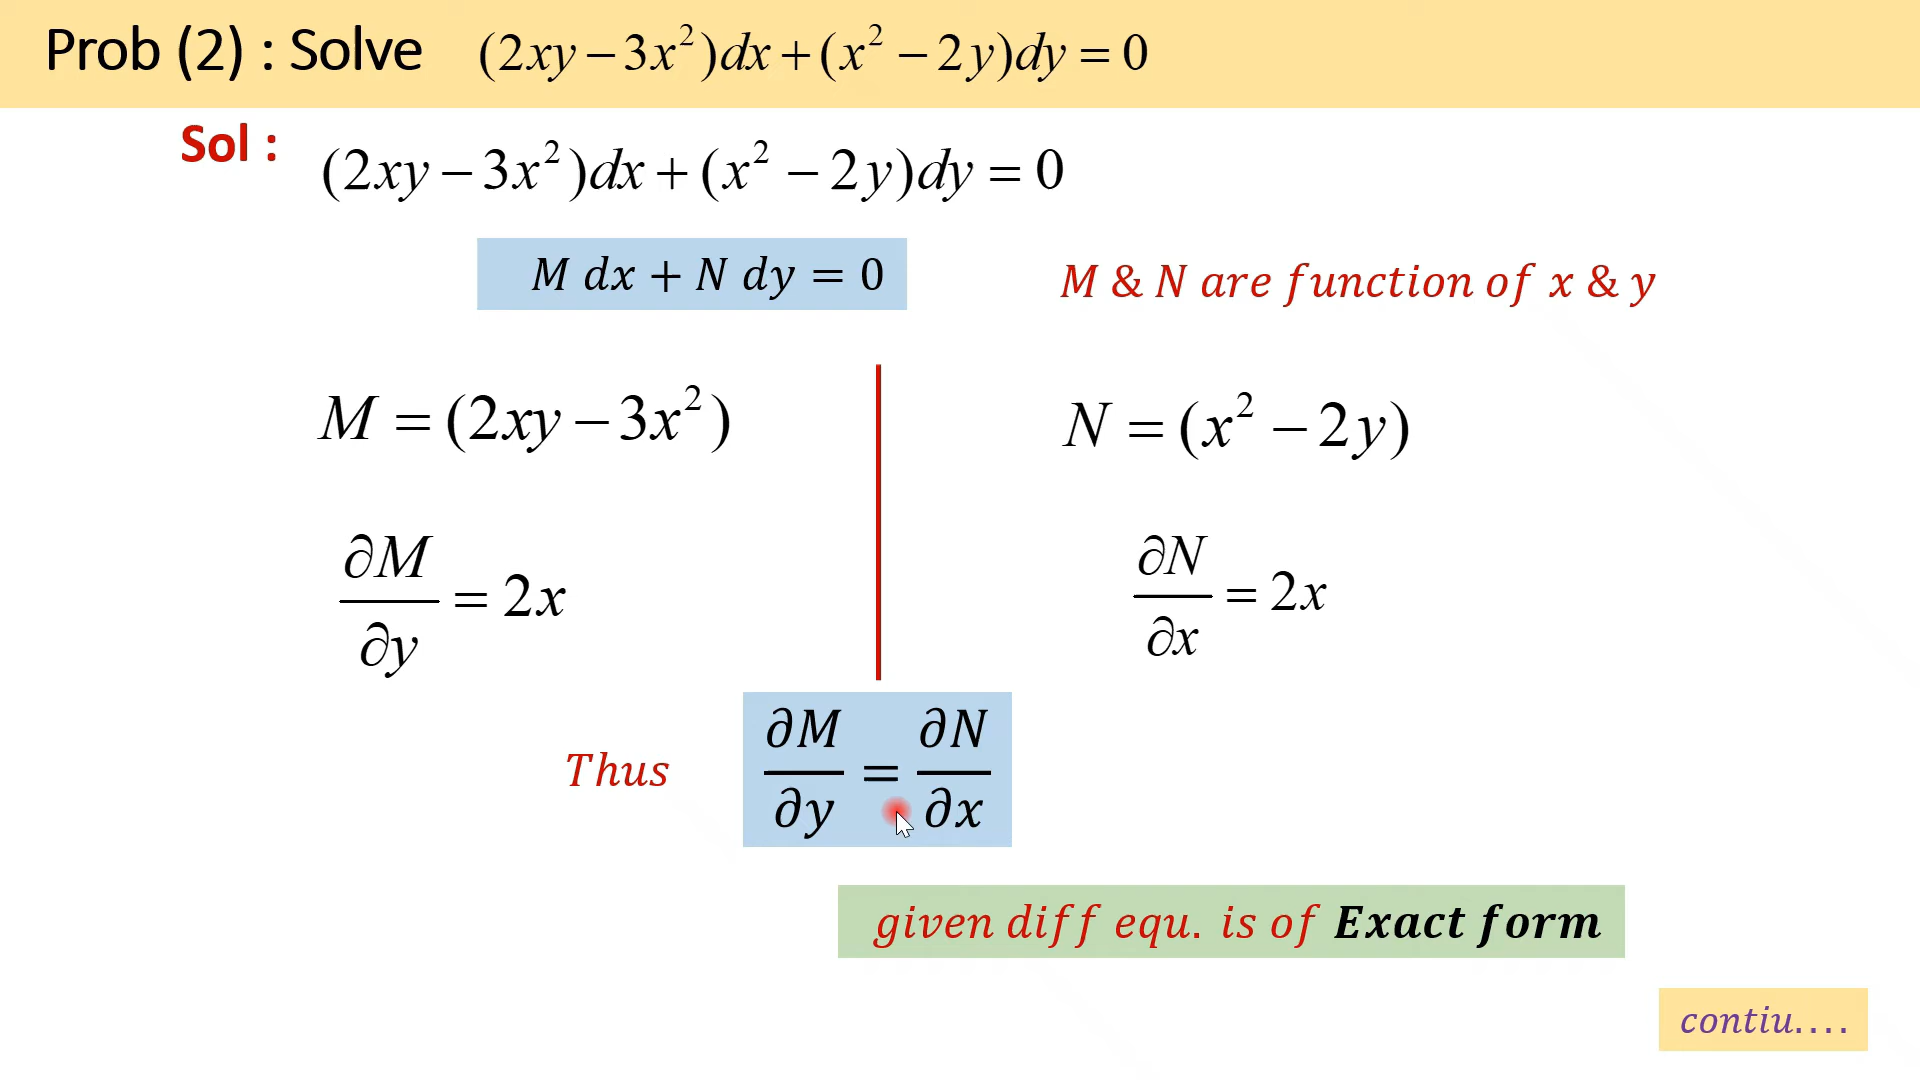 Prob (2) : Solve (2xy − 3x²)dx + (x² − 2y)dy = 0
Sol :
(2xy − 3x²)dx + (x² − 2y)dy = 0
M dx + N dy = 0
M & N are function of x & y
M = (2xy − 3x²)
N = (x² − 2y)
∂M/∂y = 2x
∂N/∂x = 2x
Thus ∂M/∂y = ∂N/∂x
given diff equ. is of Exact form
contiu....